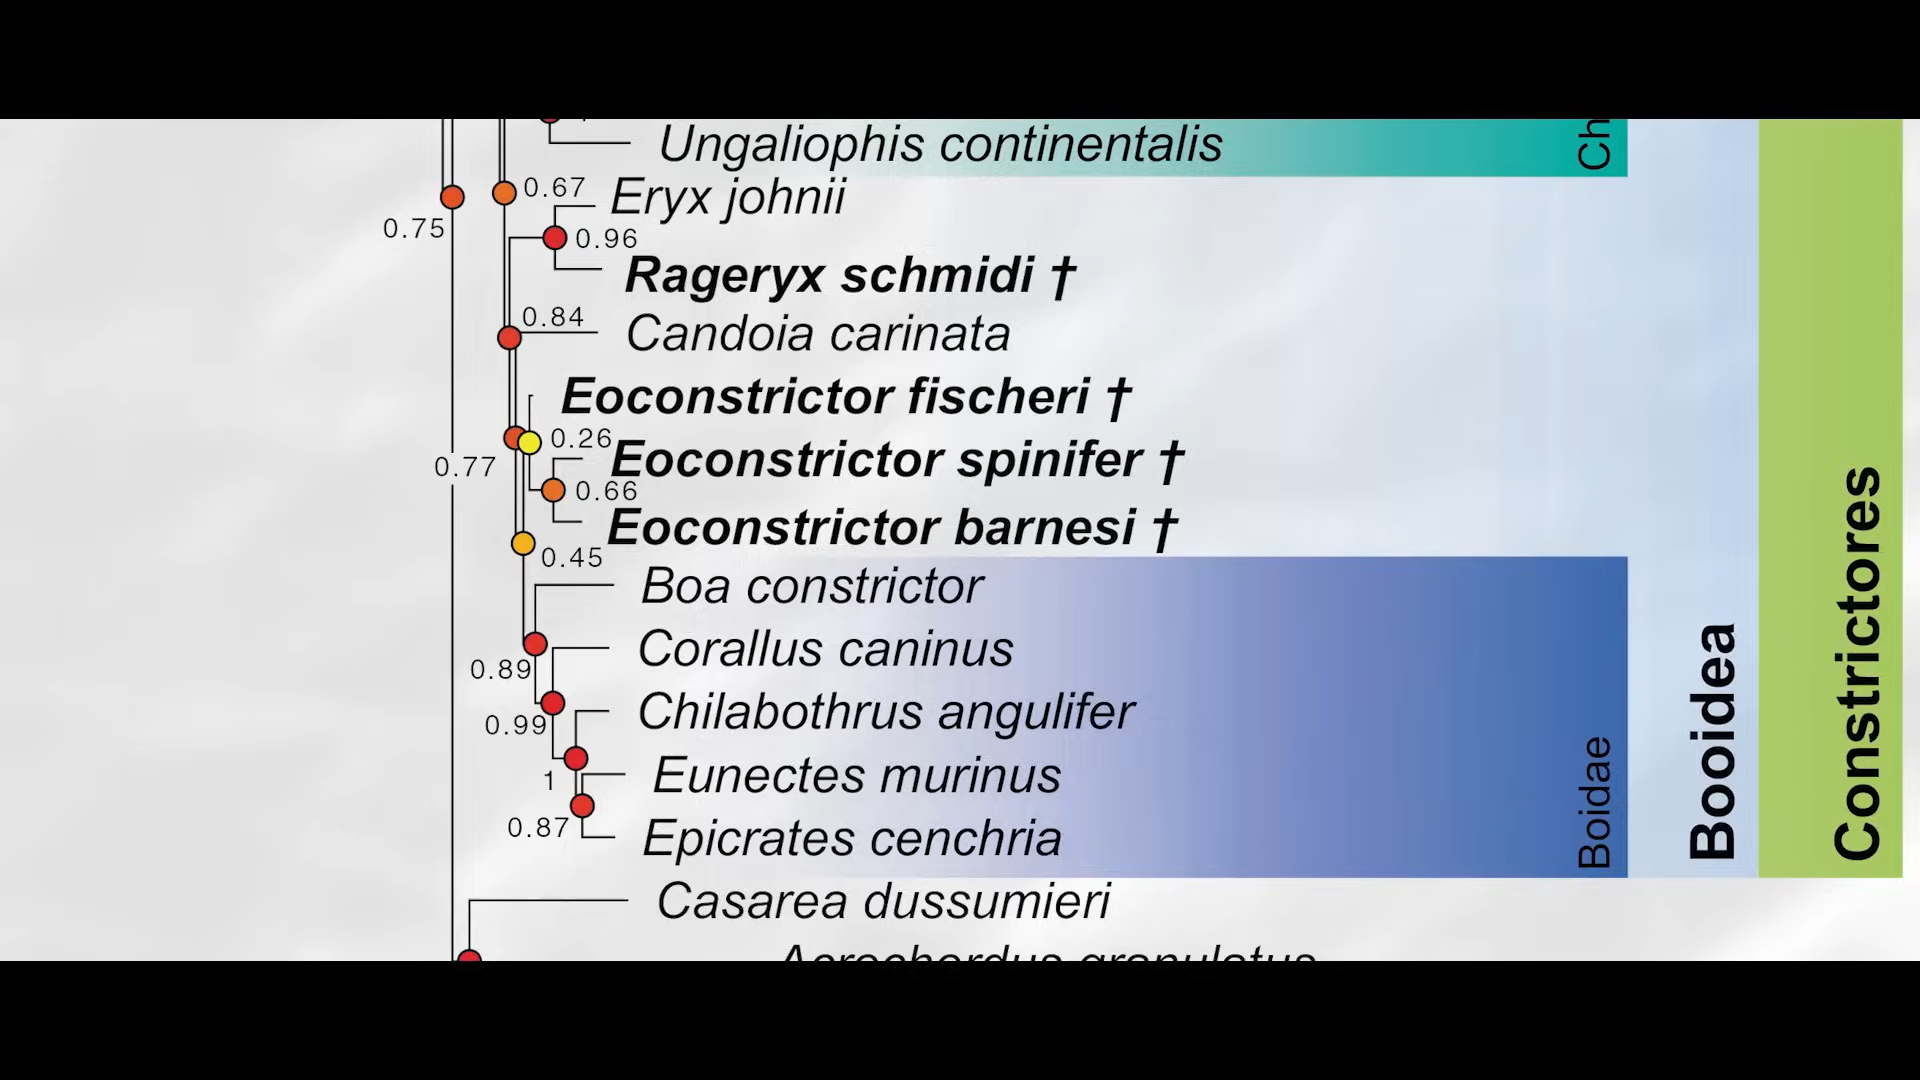 Ungaliophis continentalis
Ch
0.67
Eryx johnii
0.75
0.96
Rageryx schmidi †
0.84
Candoia carinata
Eoconstrictor fischeri †
0.26
0.77
Eoconstrictor spinifer †
0.66
Eoconstrictor barnesi †
0.45
Boa constrictor
Corallus caninus
0.89
Chilabothrus angulifer
0.99
Eunectes murinus
1
0.87
Epicrates cenchria
Boidae
Booidea
Constrictores
Casarea dussumieri
Acrochordus granulatus